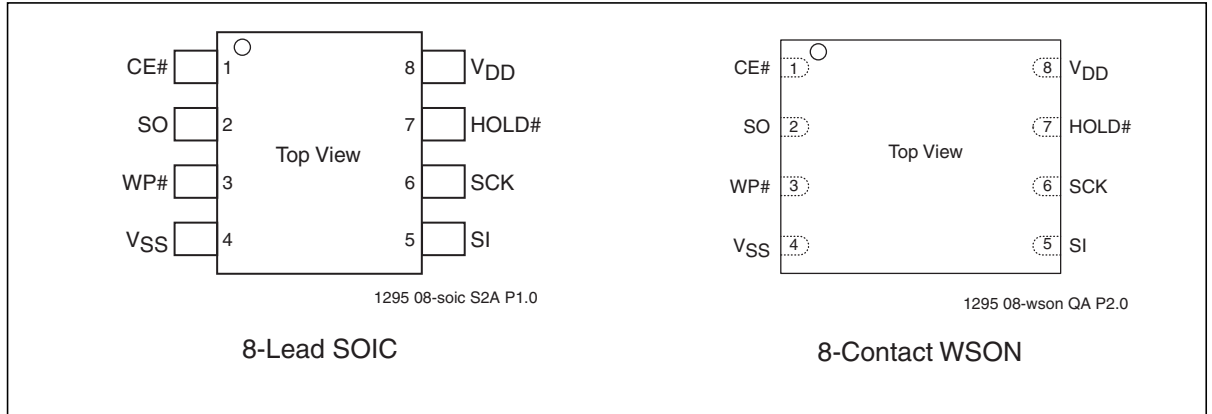 CE# 1 8 VDD
SO 2 7 HOLD#
Top View
WP# 3 6 SCK
VSS 4 5 SI
1295 08-soic S2A P1.0
8-Lead SOIC
CE# 1 8 VDD
SO 2 7 HOLD#
Top View
WP# 3 6 SCK
VSS 4 5 SI
1295 08-wson QA P2.0
8-Contact WSON